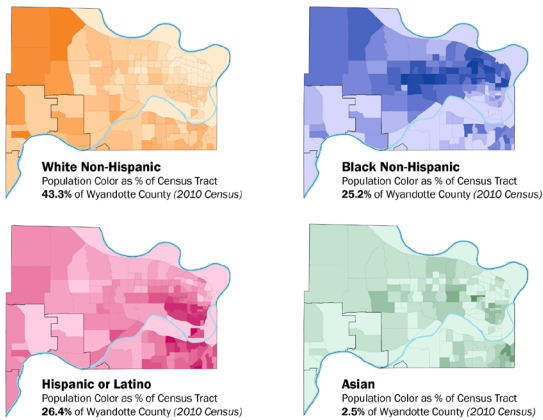 White Non-Hispanic
Population Color as % of Census Tract
43.3% of Wyandotte County (2010 Census)
Black Non-Hispanic
Population Color as % of Census Tract
25.2% of Wyandotte County (2010 Census)
Hispanic or Latino
Population Color as % of Census Tract
26.4% of Wyandotte County (2010 Census)
Asian
Population Color as % of Census Tract
2.5% of Wyandotte County (2010 Census)